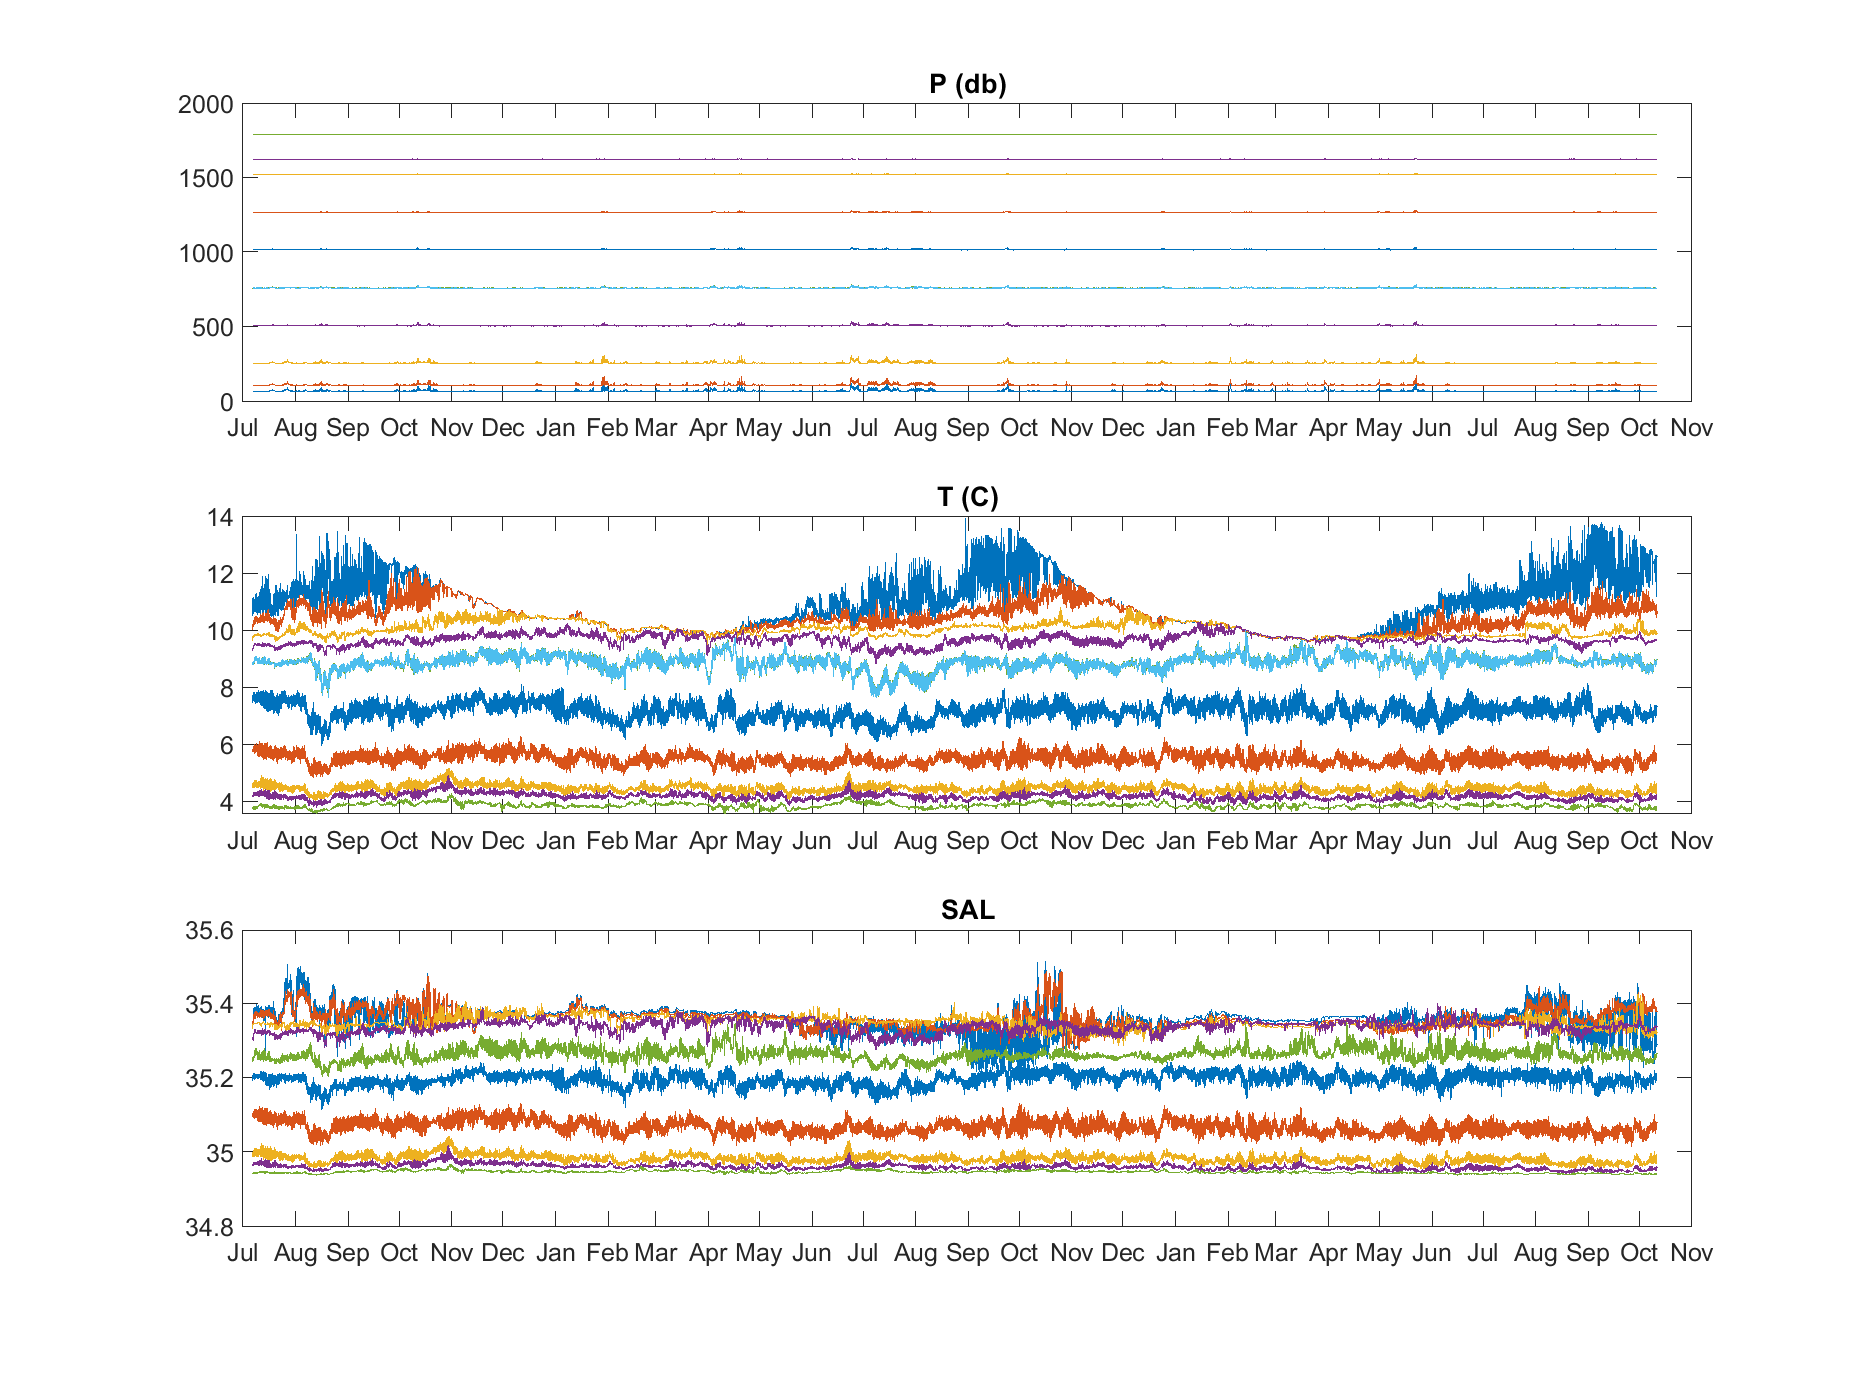 P (db)
2000
1500
1000
500
0
Jul Aug Sep Oct Nov Dec Jan Feb Mar Apr May Jun Jul Aug Sep Oct Nov Dec Jan Feb Mar Apr May Jun Jul Aug Sep Oct Nov
T (C)
14
12
10
8
6
4
Jul Aug Sep Oct Nov Dec Jan Feb Mar Apr May Jun Jul Aug Sep Oct Nov Dec Jan Feb Mar Apr May Jun Jul Aug Sep Oct Nov
SAL
35.6
35.4
35.2
35
34.8
Jul Aug Sep Oct Nov Dec Jan Feb Mar Apr May Jun Jul Aug Sep Oct Nov Dec Jan Feb Mar Apr May Jun Jul Aug Sep Oct Nov